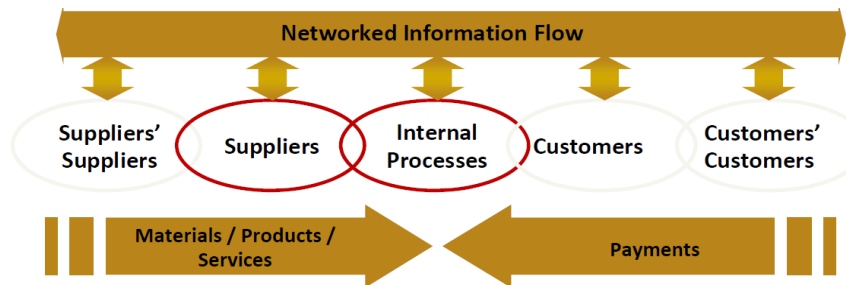 Networked Information Flow
Suppliers’
Suppliers
Suppliers
Internal
Processes
Customers
Customers’
Customers
Materials / Products /
Services
Payments